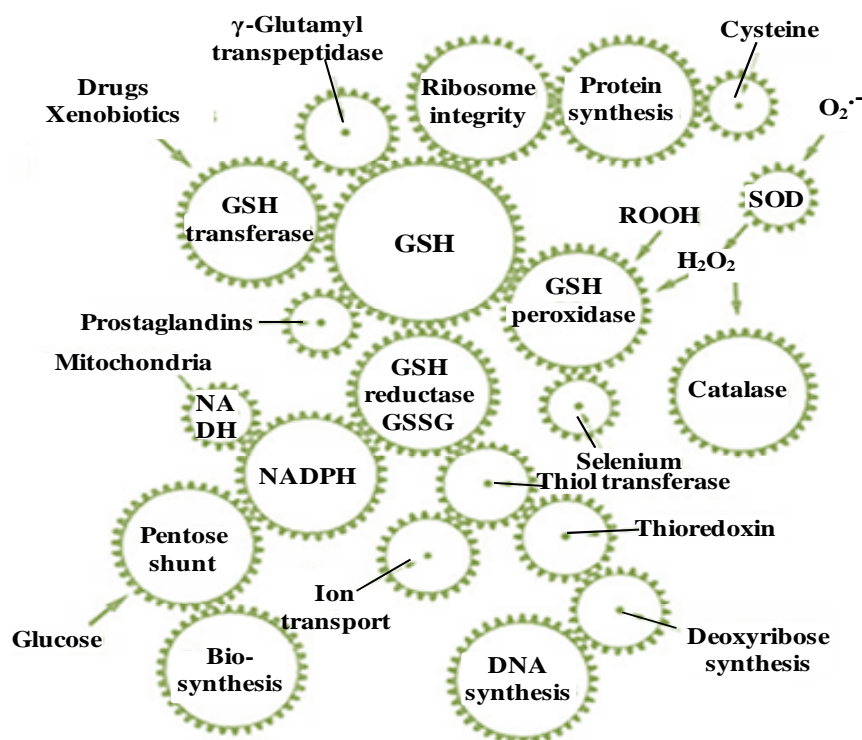 γ-Glutamyl
transpeptidase
Cysteine
Drugs
Xenobiotics
Ribosome
integrity
Protein
synthesis
O₂·−
GSH
transferase
GSH
ROOH
SOD
H₂O₂
GSH
peroxidase
Prostaglandins
Mitochondria
GSH
reductase
GSSG
Catalase
NA
DH
NADPH
Selenium
Thiol transferase
Pentose
shunt
Thioredoxin
Ion
transport
Glucose
Bio-
synthesis
DNA
synthesis
Deoxyribose
synthesis